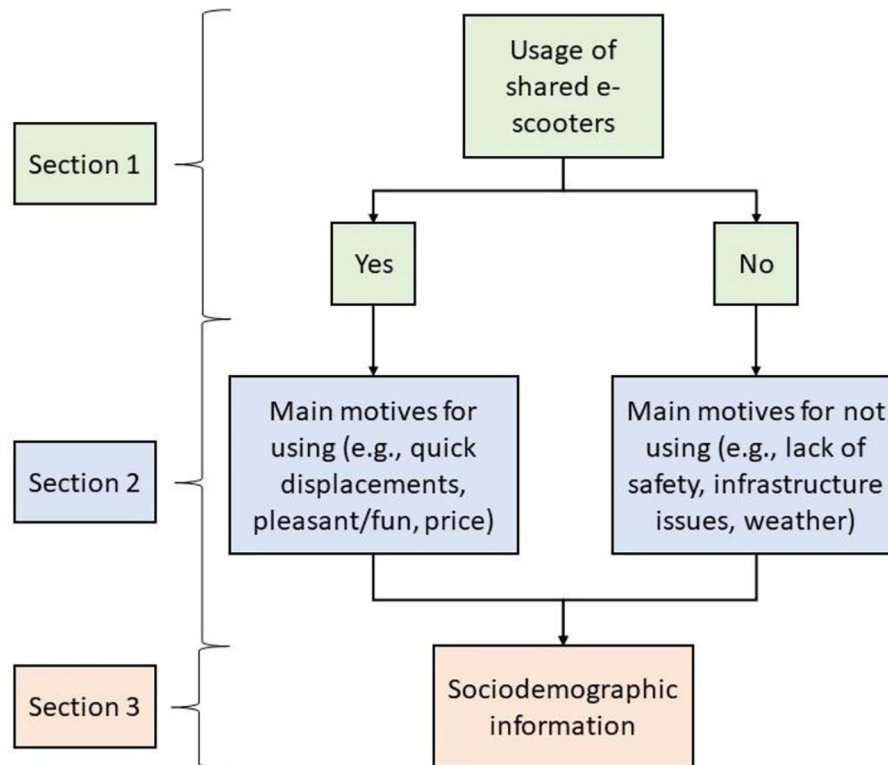 Usage of
shared e-
scooters
Section 1
Yes
No
Main motives for
using (e.g., quick
displacements,
pleasant/fun, price)
Main motives for not
using (e.g., lack of
safety, infrastructure
issues, weather)
Section 2
Sociodemographic
information
Section 3